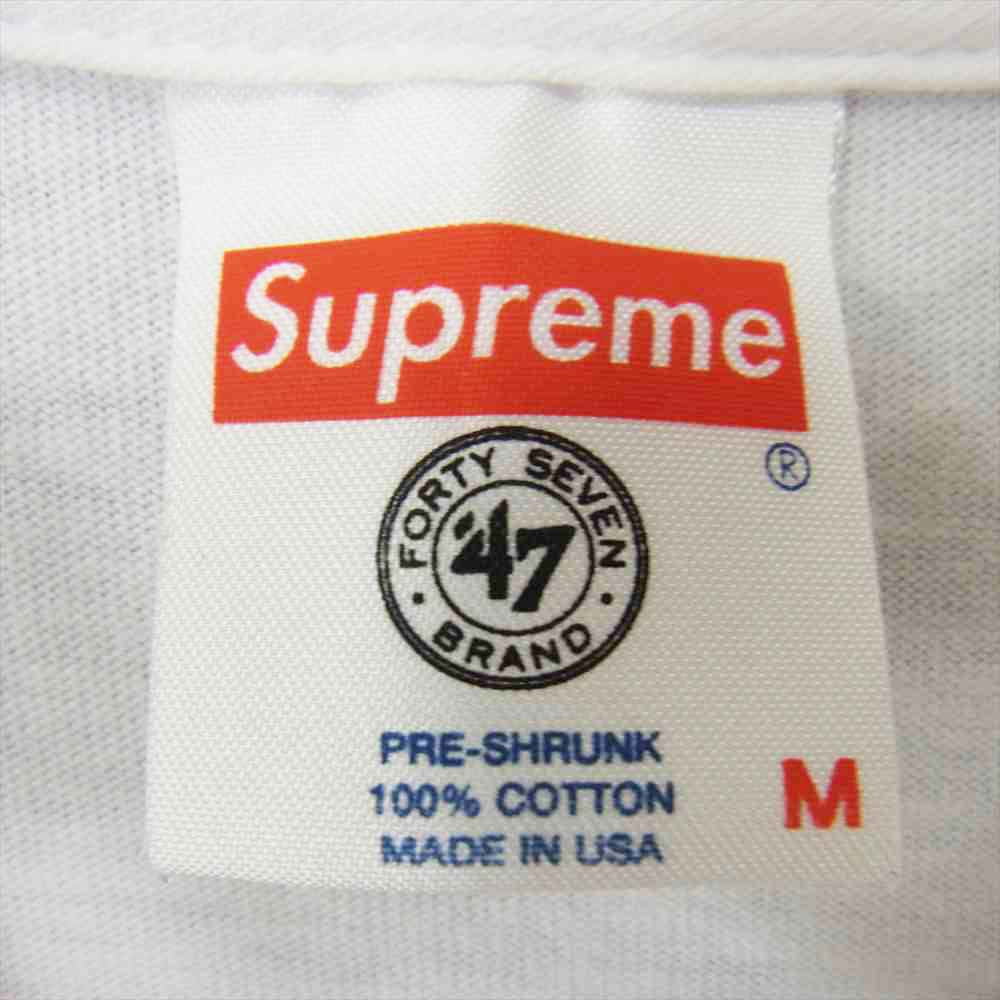 Supreme
®
FORTY SEVEN
'47
BRAND
PRE-SHRUNK
100% COTTON
MADE IN USA
M